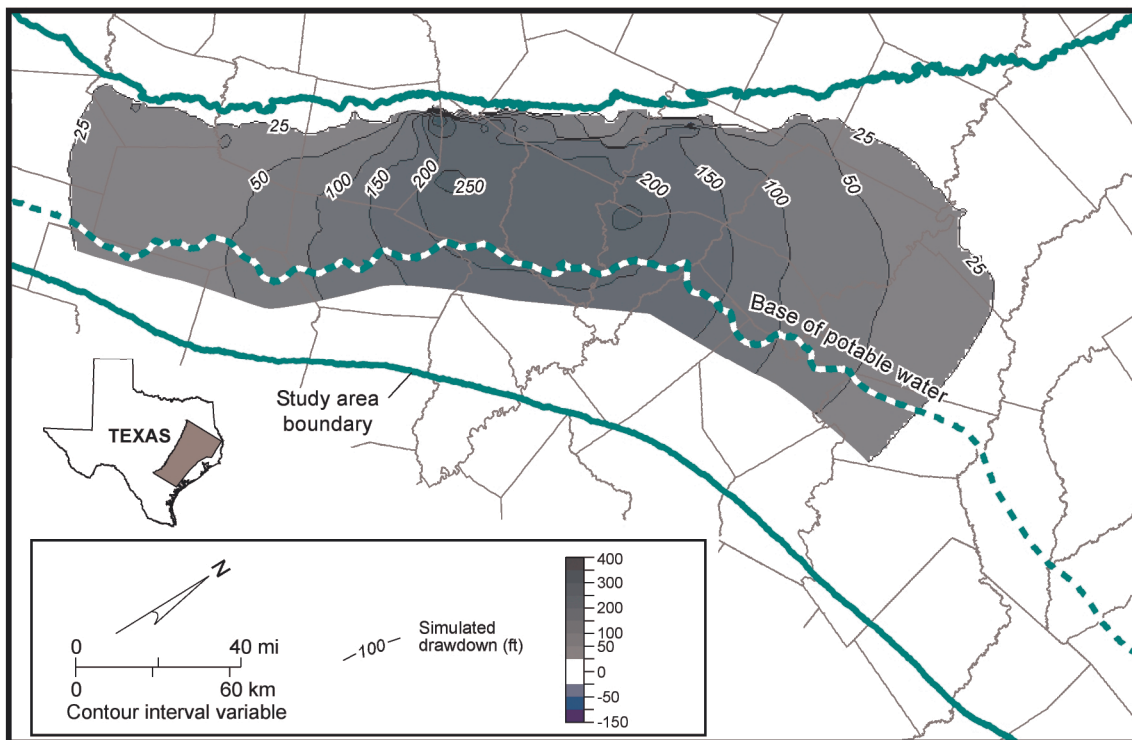 25
25
50
100
150
200
250
200
150
100
50
25
25
Base of potable water
Study area
boundary
TEXAS
N
0 40 mi
0 60 km
Contour interval variable
100
Simulated
drawdown (ft)
400
300
200
100
50
0
-50
-150